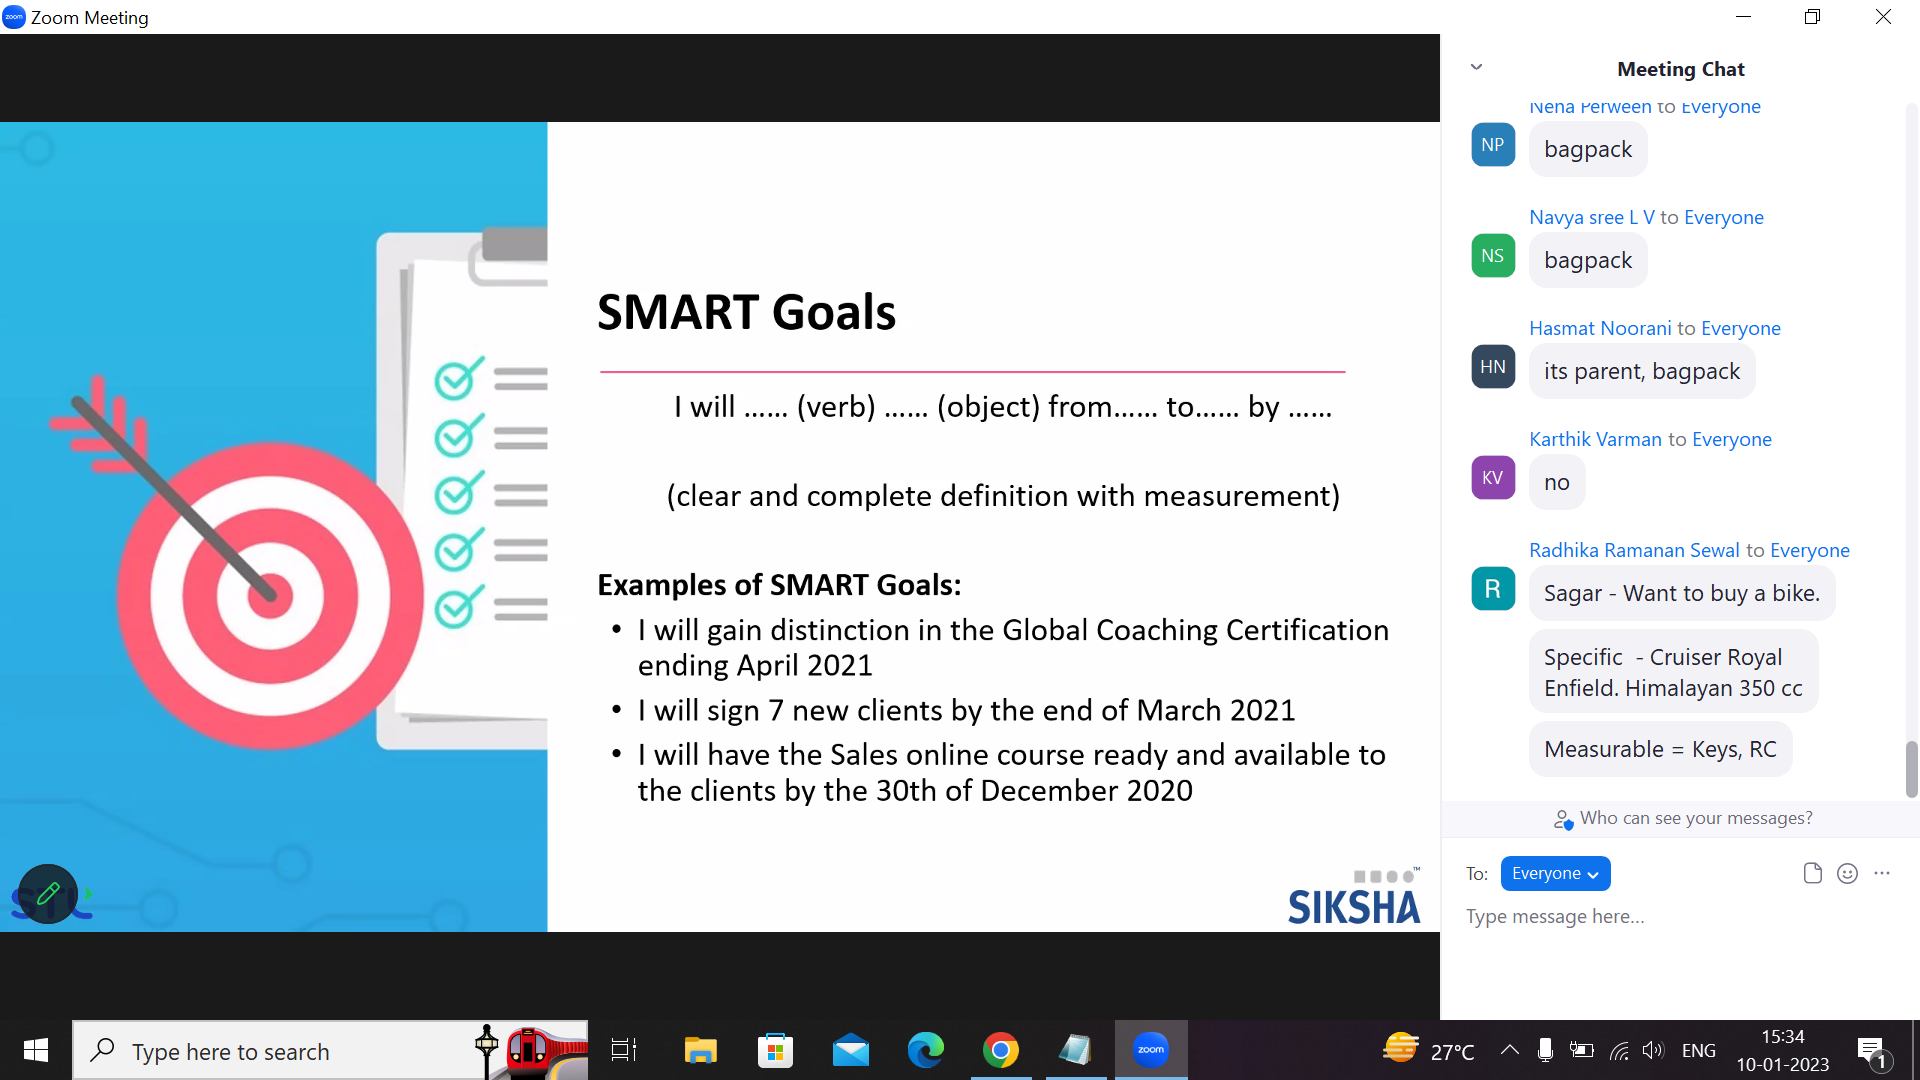 zoom Zoom Meeting
SMART Goals
I will …… (verb) …… (object) from…… to…… by ……
(clear and complete definition with measurement)
Examples of SMART Goals:
• I will gain distinction in the Global Coaching Certification
ending April 2021
• I will sign 7 new clients by the end of March 2021
• I will have the Sales online course ready and available to
the clients by the 30th of December 2020
STL
SIKSHA™
Meeting Chat
Neha Perween to Everyone
NP
bagpack
Navya sree L V to Everyone
NS
bagpack
Hasmat Noorani to Everyone
HN
its parent, bagpack
Karthik Varman to Everyone
KV
no
Radhika Ramanan Sewal to Everyone
R
Sagar - Want to buy a bike.
Specific  - Cruiser Royal
Enfield. Himalayan 350 cc
Measurable = Keys, RC
Who can see your messages?
To: Everyone
Type message here...
Type here to search
zoom
27°C
ENG
15:34
10-01-2023
1